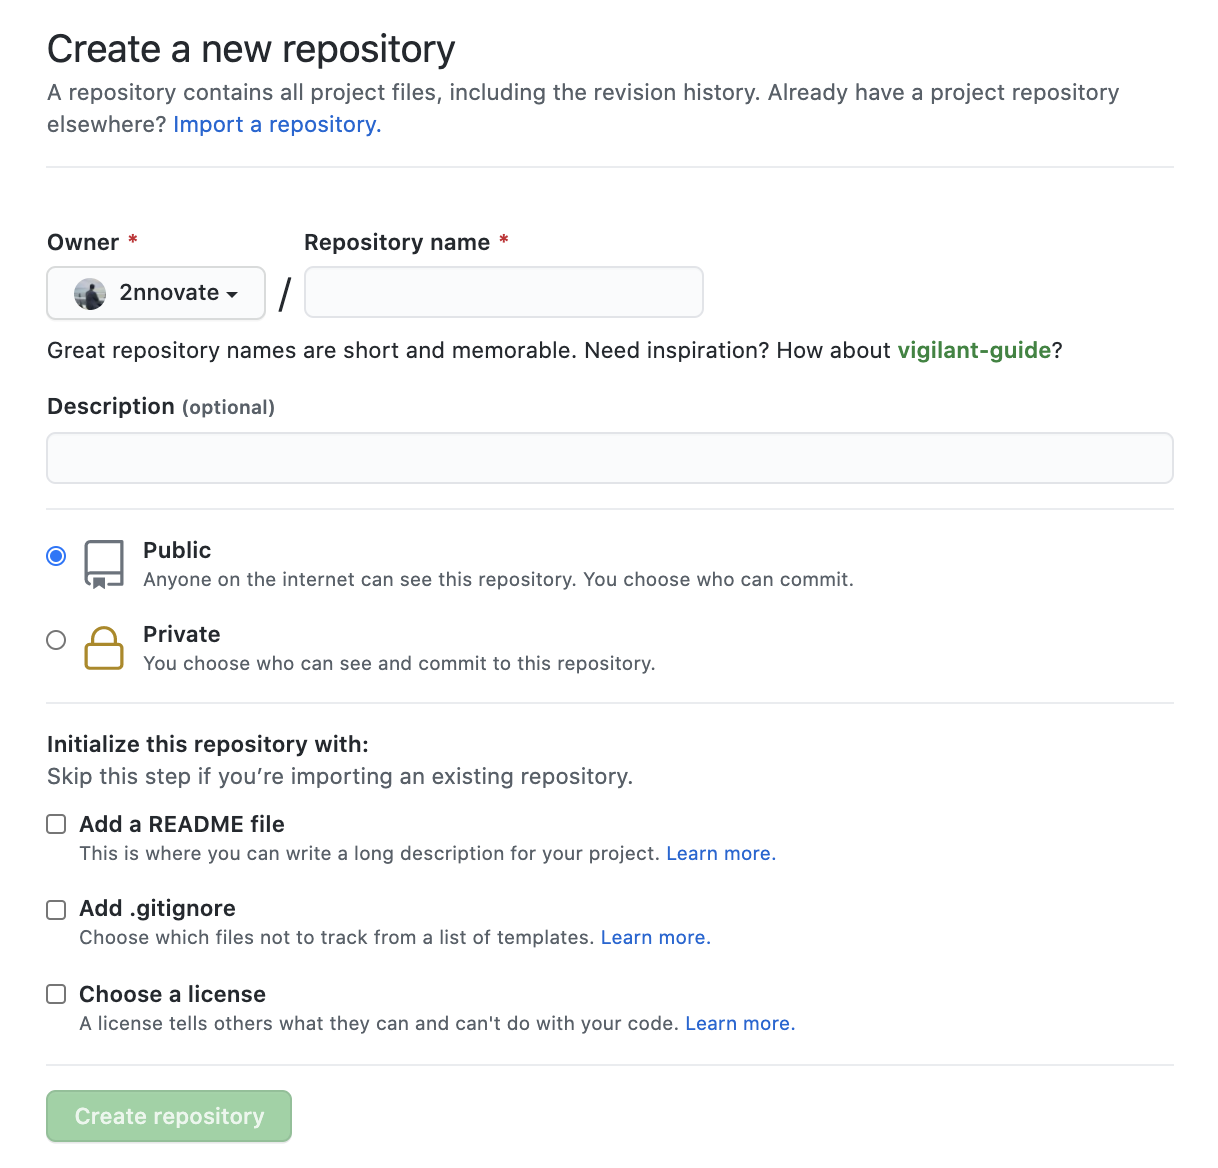 Create a new repository
A repository contains all project files, including the revision history. Already have a project repository
elsewhere? Import a repository.
Owner * Repository name *
2nnovate /
Great repository names are short and memorable. Need inspiration? How about vigilant-guide?
Description (optional)
Public
Anyone on the internet can see this repository. You choose who can commit.
Private
You choose who can see and commit to this repository.
Initialize this repository with:
Skip this step if you’re importing an existing repository.
Add a README file
This is where you can write a long description for your project. Learn more.
Add .gitignore
Choose which files not to track from a list of templates. Learn more.
Choose a license
A license tells others what they can and can't do with your code. Learn more.
Create repository